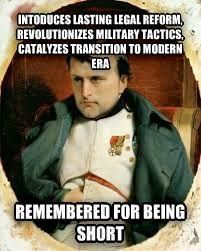 INTODUCES LASTING LEGAL REFORM,
REVOLUTIONIZES MILITARY TACTICS,
CATALYZES TRANSITION TO MODERN
ERA
REMEMBERED FOR BEING
SHORT